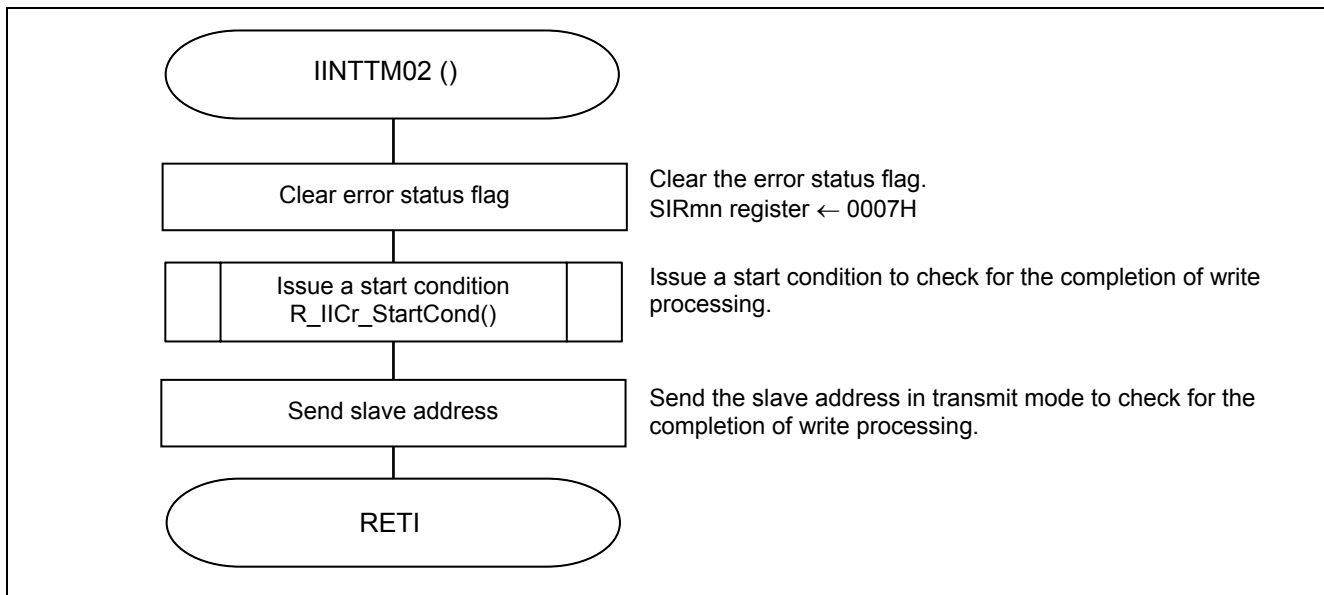 IINTTM02 ()
Clear error status flag
Clear the error status flag.
SIRmn register ← 0007H
Issue a start condition
R_IICr_StartCond()
Issue a start condition to check for the completion of write
processing.
Send slave address
Send the slave address in transmit mode to check for the
completion of write processing.
RETI